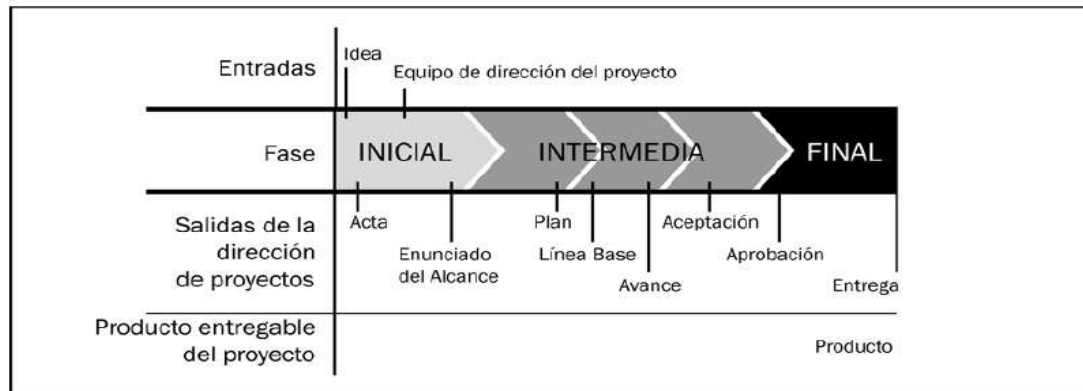 Entradas
Idea
Equipo de dirección del proyecto
Fase
INICIAL
INTERMEDIA
FINAL
Salidas de la
dirección
de proyectos
Acta
Enunciado
del Alcance
Plan
Línea Base
Avance
Aceptación
Aprobación
Entrega
Producto entregable
del proyecto
Producto